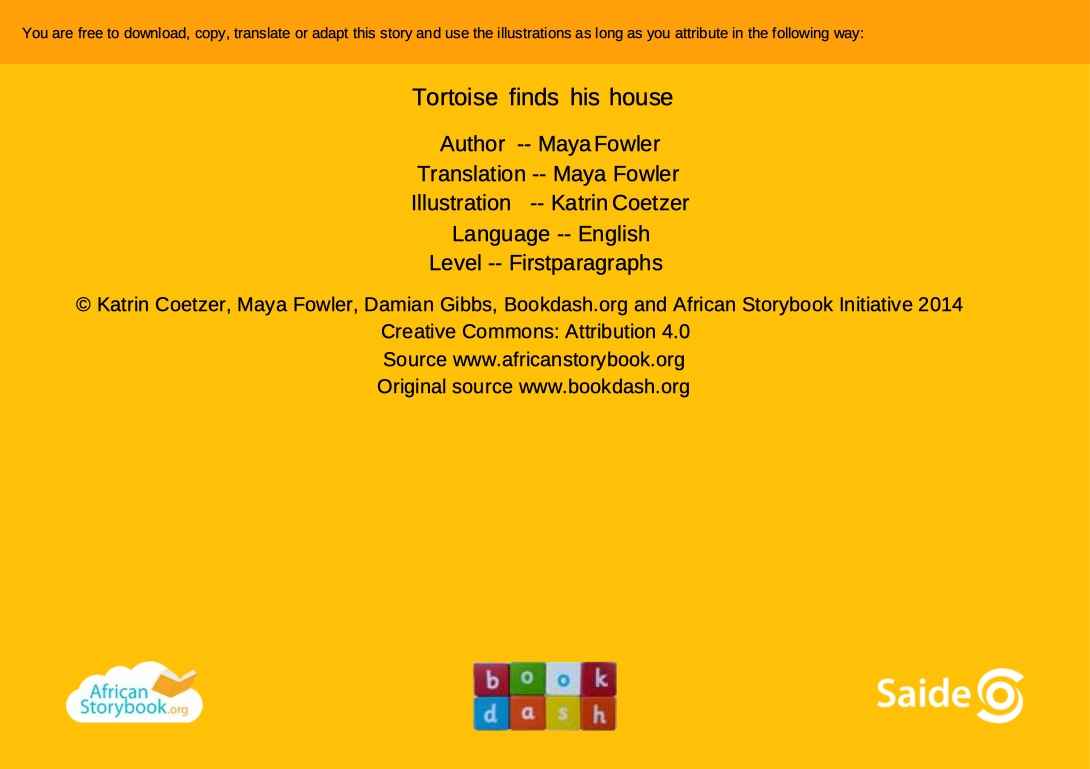 You are free to download, copy, translate or adapt this story and use the illustrations as long as you attribute in the following way:
Tortoise finds his house
Author -- Maya Fowler
Translation -- Maya Fowler
Illustration -- Katrin Coetzer
Language -- English
Level -- Firstparagraphs
© Katrin Coetzer, Maya Fowler, Damian Gibbs, Bookdash.org and African Storybook Initiative 2014
Creative Commons: Attribution 4.0
Source www.africanstorybook.org
Original source www.bookdash.org
African
Storybook.org
book
dash
Saide